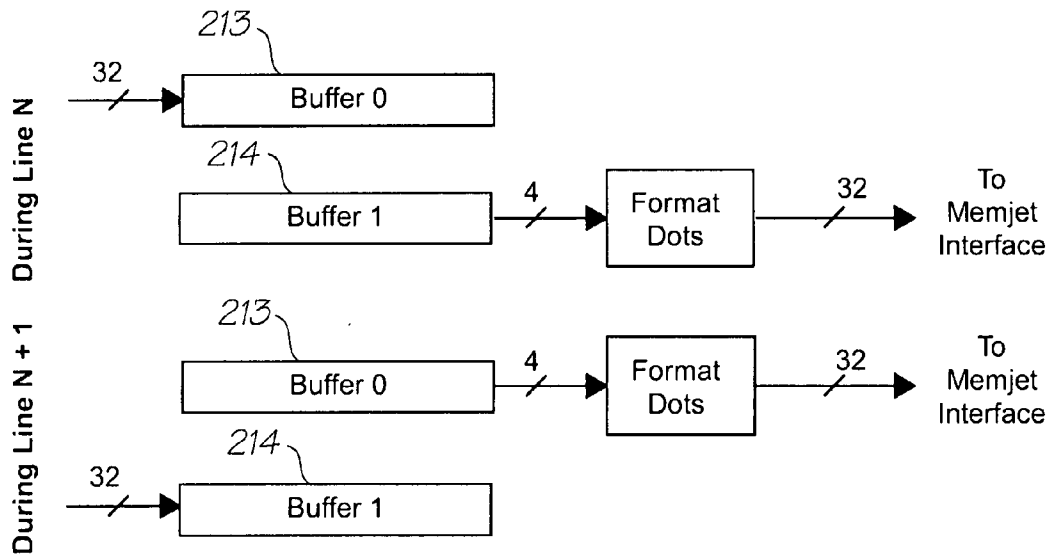 During Line N
213
32
Buffer 0
214
Buffer 1
4
Format
Dots
32
To
Memjet
Interface
During Line N + 1
213
Buffer 0
4
Format
Dots
32
To
Memjet
Interface
214
32
Buffer 1